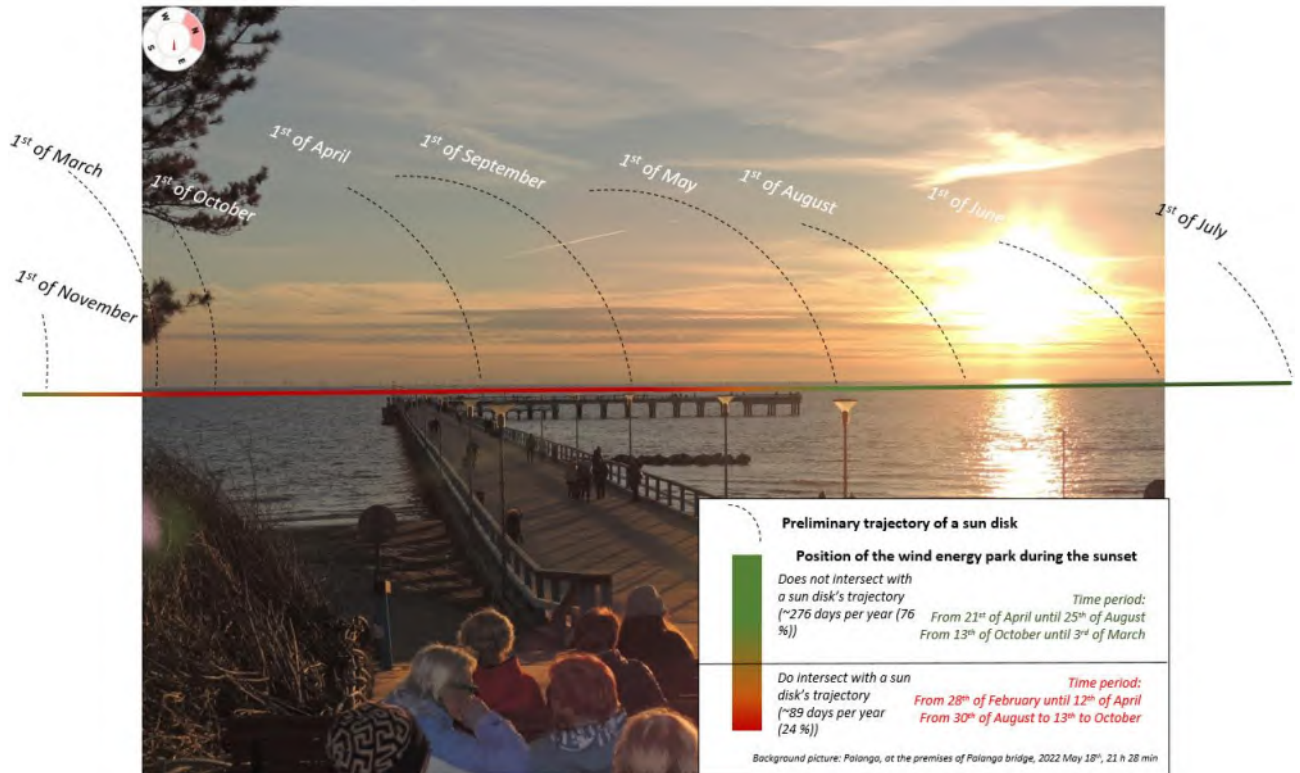 W
N
S
E
1st of March
1st of October
1st of April
1st of September
1st of May
1st of August
1st of June
1st of July
1st of November
Preliminary trajectory of a sun disk
Position of the wind energy park during the sunset
Does not intersect with
a sun disk's trajectory
(~276 days per year (76
%))
Time period:
From 21st of April until 25th of August
From 13th of October until 3rd of March
Do intersect with a sun
disk's trajectory
(~89 days per year
(24 %))
Time period:
From 28th of February until 12th of April
From 30th of August to 13th to October
Background picture: Palanga, at the premises of Palanga bridge, 2022 May 18th, 21 h 28 min